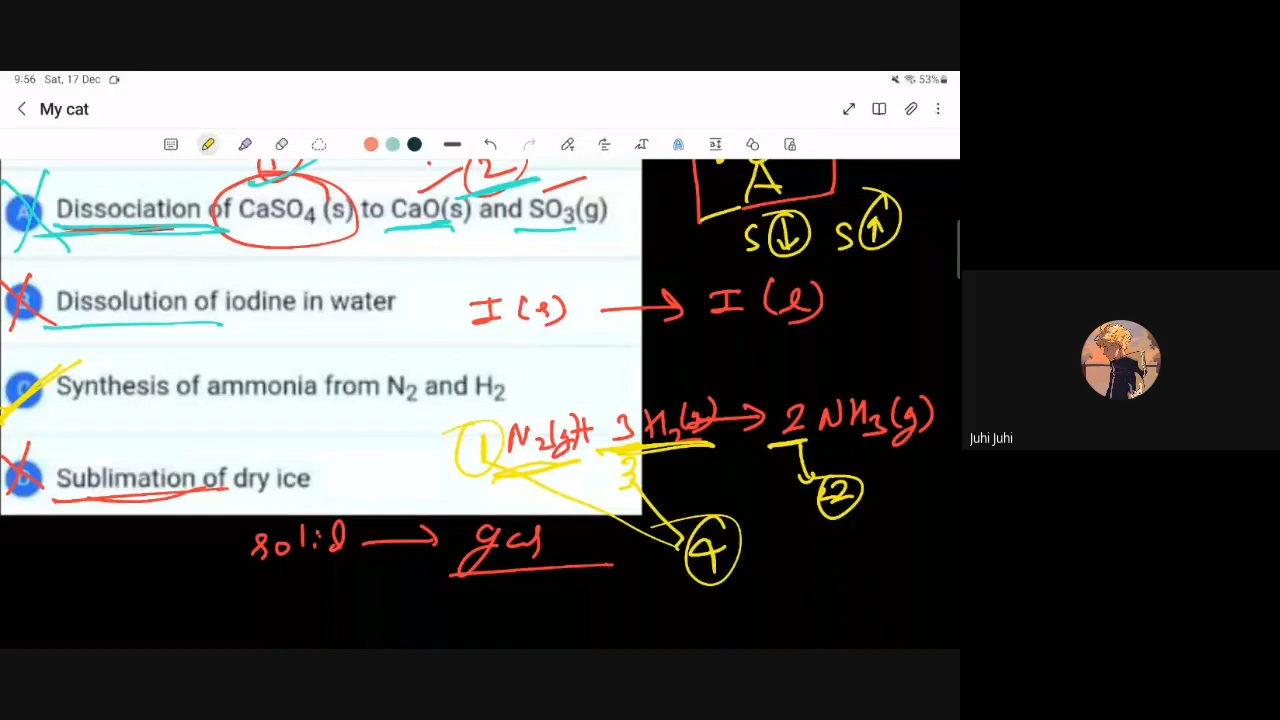 9:56 Sat, 17 Dec 53%
My cat
(1) (2) A
A Dissociation of CaSO4 (s) to CaO(s) and SO3(g)
S ↓ S ↑
Dissolution of iodine in water I (s) → I (l)
C Synthesis of ammonia from N2 and H2
1 N2(g)+ 3 H2(g) → 2 NH3(g)
3 2
D Sublimation of dry ice
solid → gas 4
Juhi Juhi